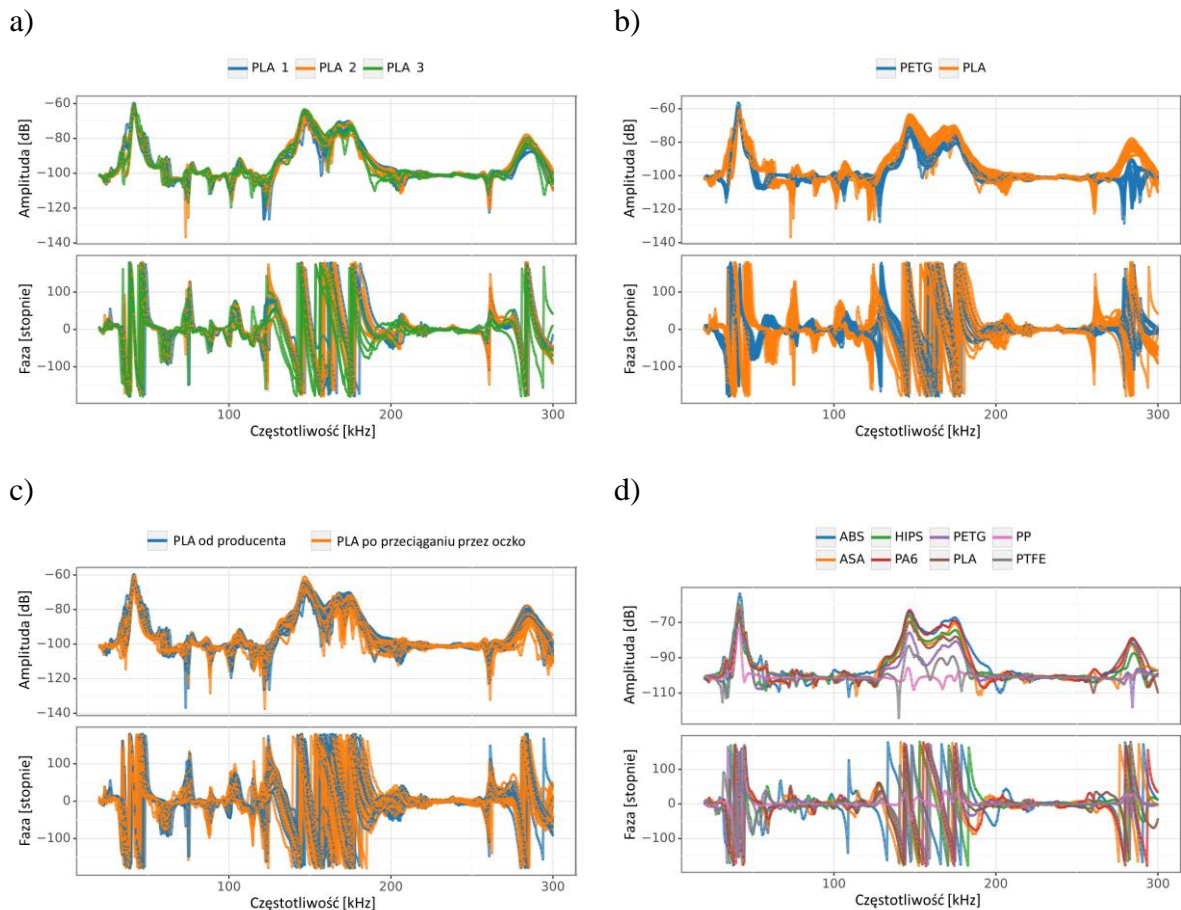 a)
PLA 1 PLA 2 PLA 3
−60
−80
−100
−120
−140
Amplituda [dB]
100
0
−100
Faza [stopnie]
100 200 300
Częstotliwość [kHz]
b)
PETG PLA
−60
−80
−100
−120
−140
Amplituda [dB]
100
0
−100
Faza [stopnie]
100 200 300
Częstotliwość [kHz]
c)
PLA od producenta PLA po przeciąganiu przez oczko
−60
−80
−100
−120
−140
Amplituda [dB]
100
0
−100
Faza [stopnie]
100 200 300
Częstotliwość [kHz]
d)
ABS HIPS PETG PP
ASA PA6 PLA PTFE
−70
−90
−110
Amplituda [dB]
100
0
−100
Faza [stopnie]
100 200 300
Częstotliwość [kHz]